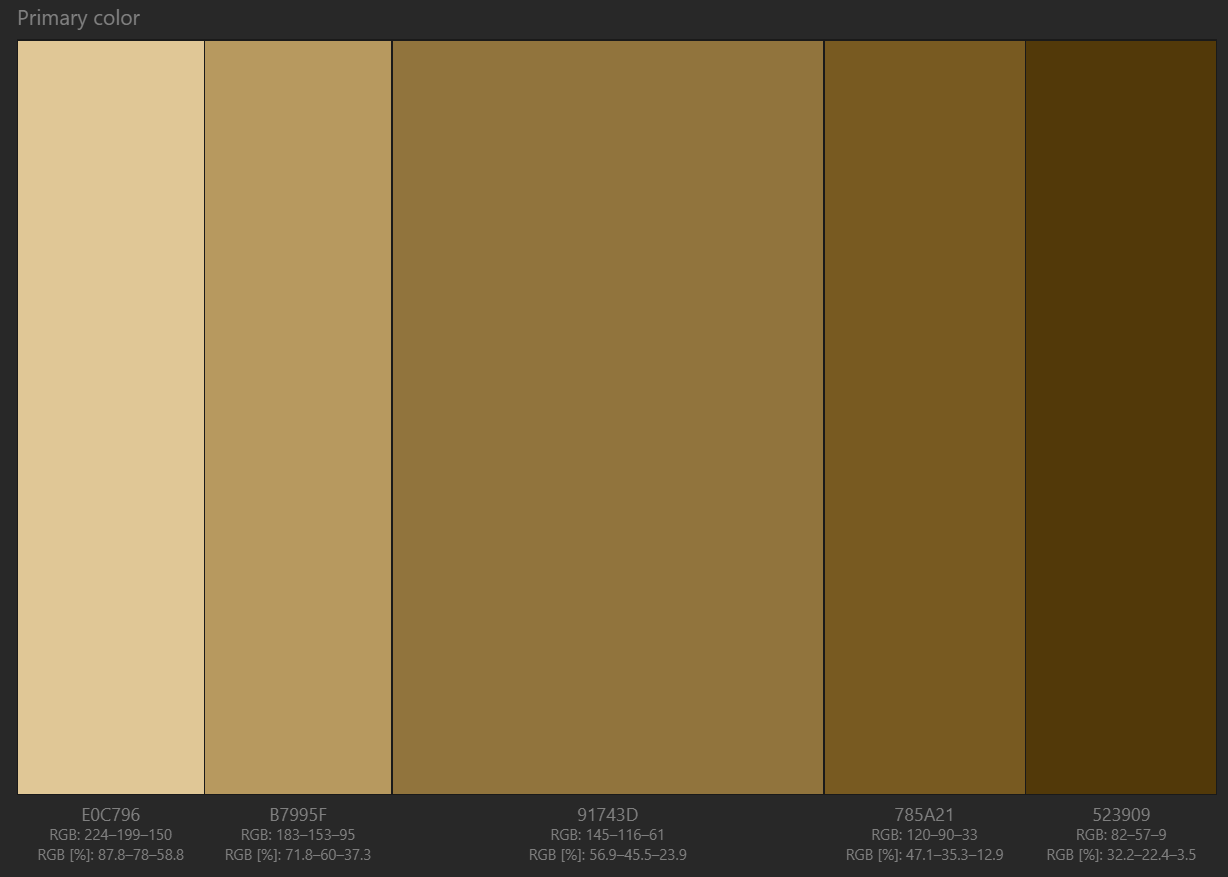 Primary color
E0C796
RGB: 224–199–150
RGB [%]: 87.8–78–58.8
B7995F
RGB: 183–153–95
RGB [%]: 71.8–60–37.3
91743D
RGB: 145–116–61
RGB [%]: 56.9–45.5–23.9
785A21
RGB: 120–90–33
RGB [%]: 47.1–35.3–12.9
523909
RGB: 82–57–9
RGB [%]: 32.2–22.4–3.5